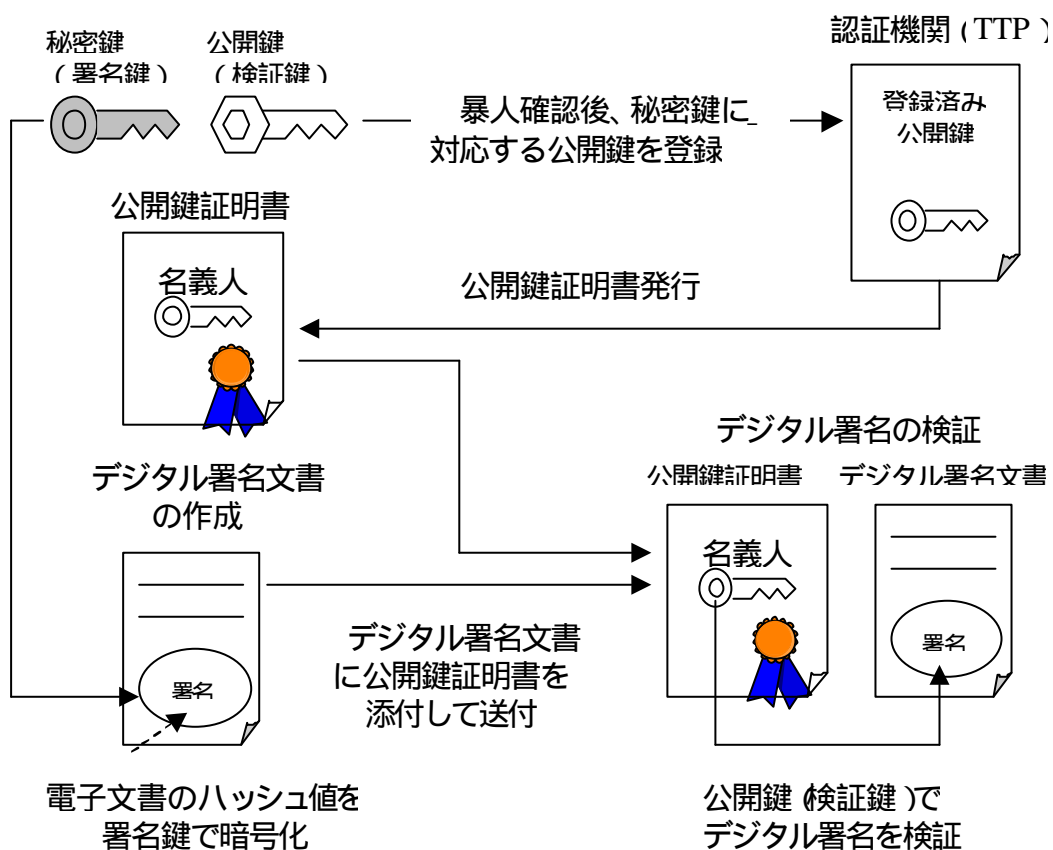 認証機関（TTP）
秘密鍵
（署名鍵）
公開鍵
（検証鍵）
暴人確認後、秘密鍵に
対応する公開鍵を登録
登録済み
公開鍵
公開鍵証明書
名義人
公開鍵証明書発行
デジタル署名の検証
公開鍵証明書
デジタル署名文書
デジタル署名文書
の作成
名義人
署名
署名
デジタル署名文書
に公開鍵証明書を
添付して送付
電子文書のハッシュ値を
署名鍵で暗号化
公開鍵（検証鍵）で
デジタル署名を検証